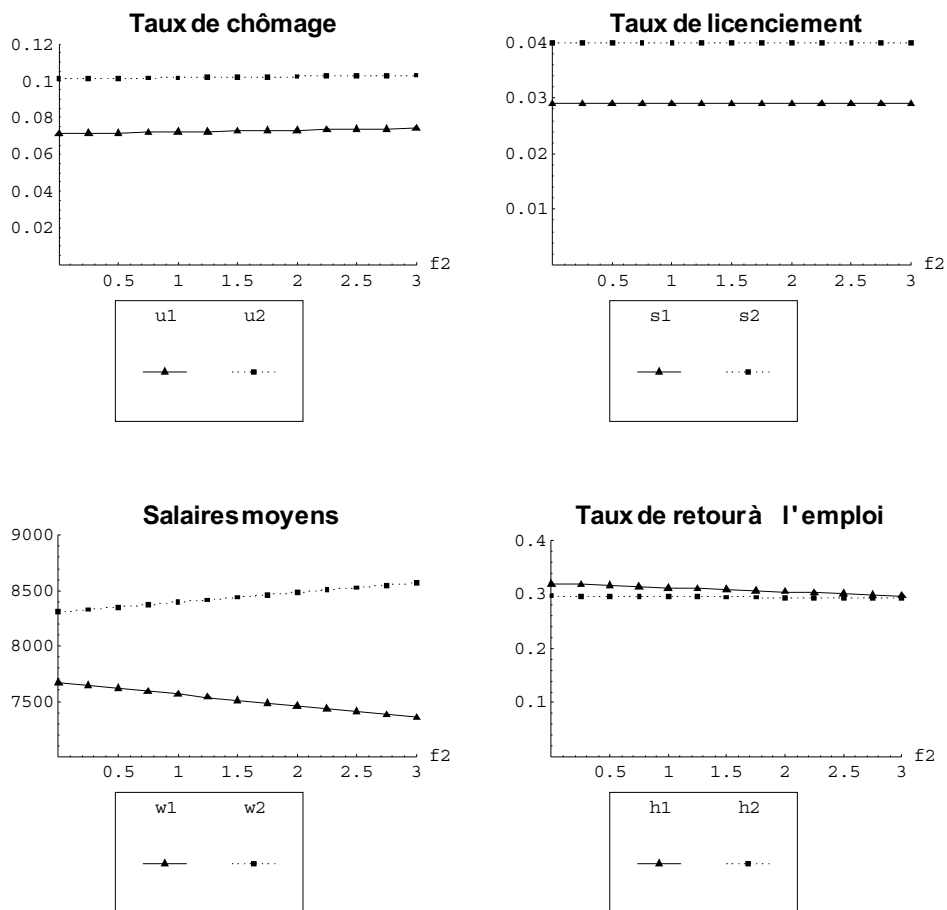 Taux de chômage
0.12
0.1
0.08
0.06
0.04
0.02
0.5 1 1.5 2 2.5 3
f2
u1 u2
Taux de licenciement
0.04
0.03
0.02
0.01
0.5 1 1.5 2 2.5 3
f2
s1 s2
Salaires moyens
9000
8500
8000
7500
0.5 1 1.5 2 2.5 3
f2
w1 w2
Taux de retour à l'emploi
0.4
0.3
0.2
0.1
0.5 1 1.5 2 2.5 3
f2
h1 h2